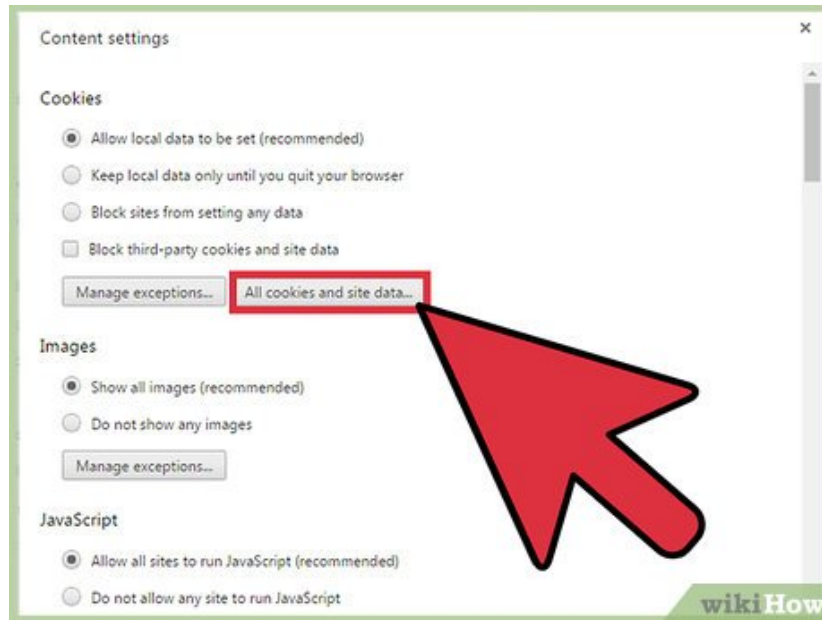 Content settings
Cookies
Allow local data to be set (recommended)
Keep local data only until you quit your browser
Block sites from setting any data
Block third-party cookies and site data
Manage exceptions... All cookies and site data...
Images
Show all images (recommended)
Do not show any images
Manage exceptions...
JavaScript
Allow all sites to run JavaScript (recommended)
Do not allow any site to run JavaScript
wikiHow